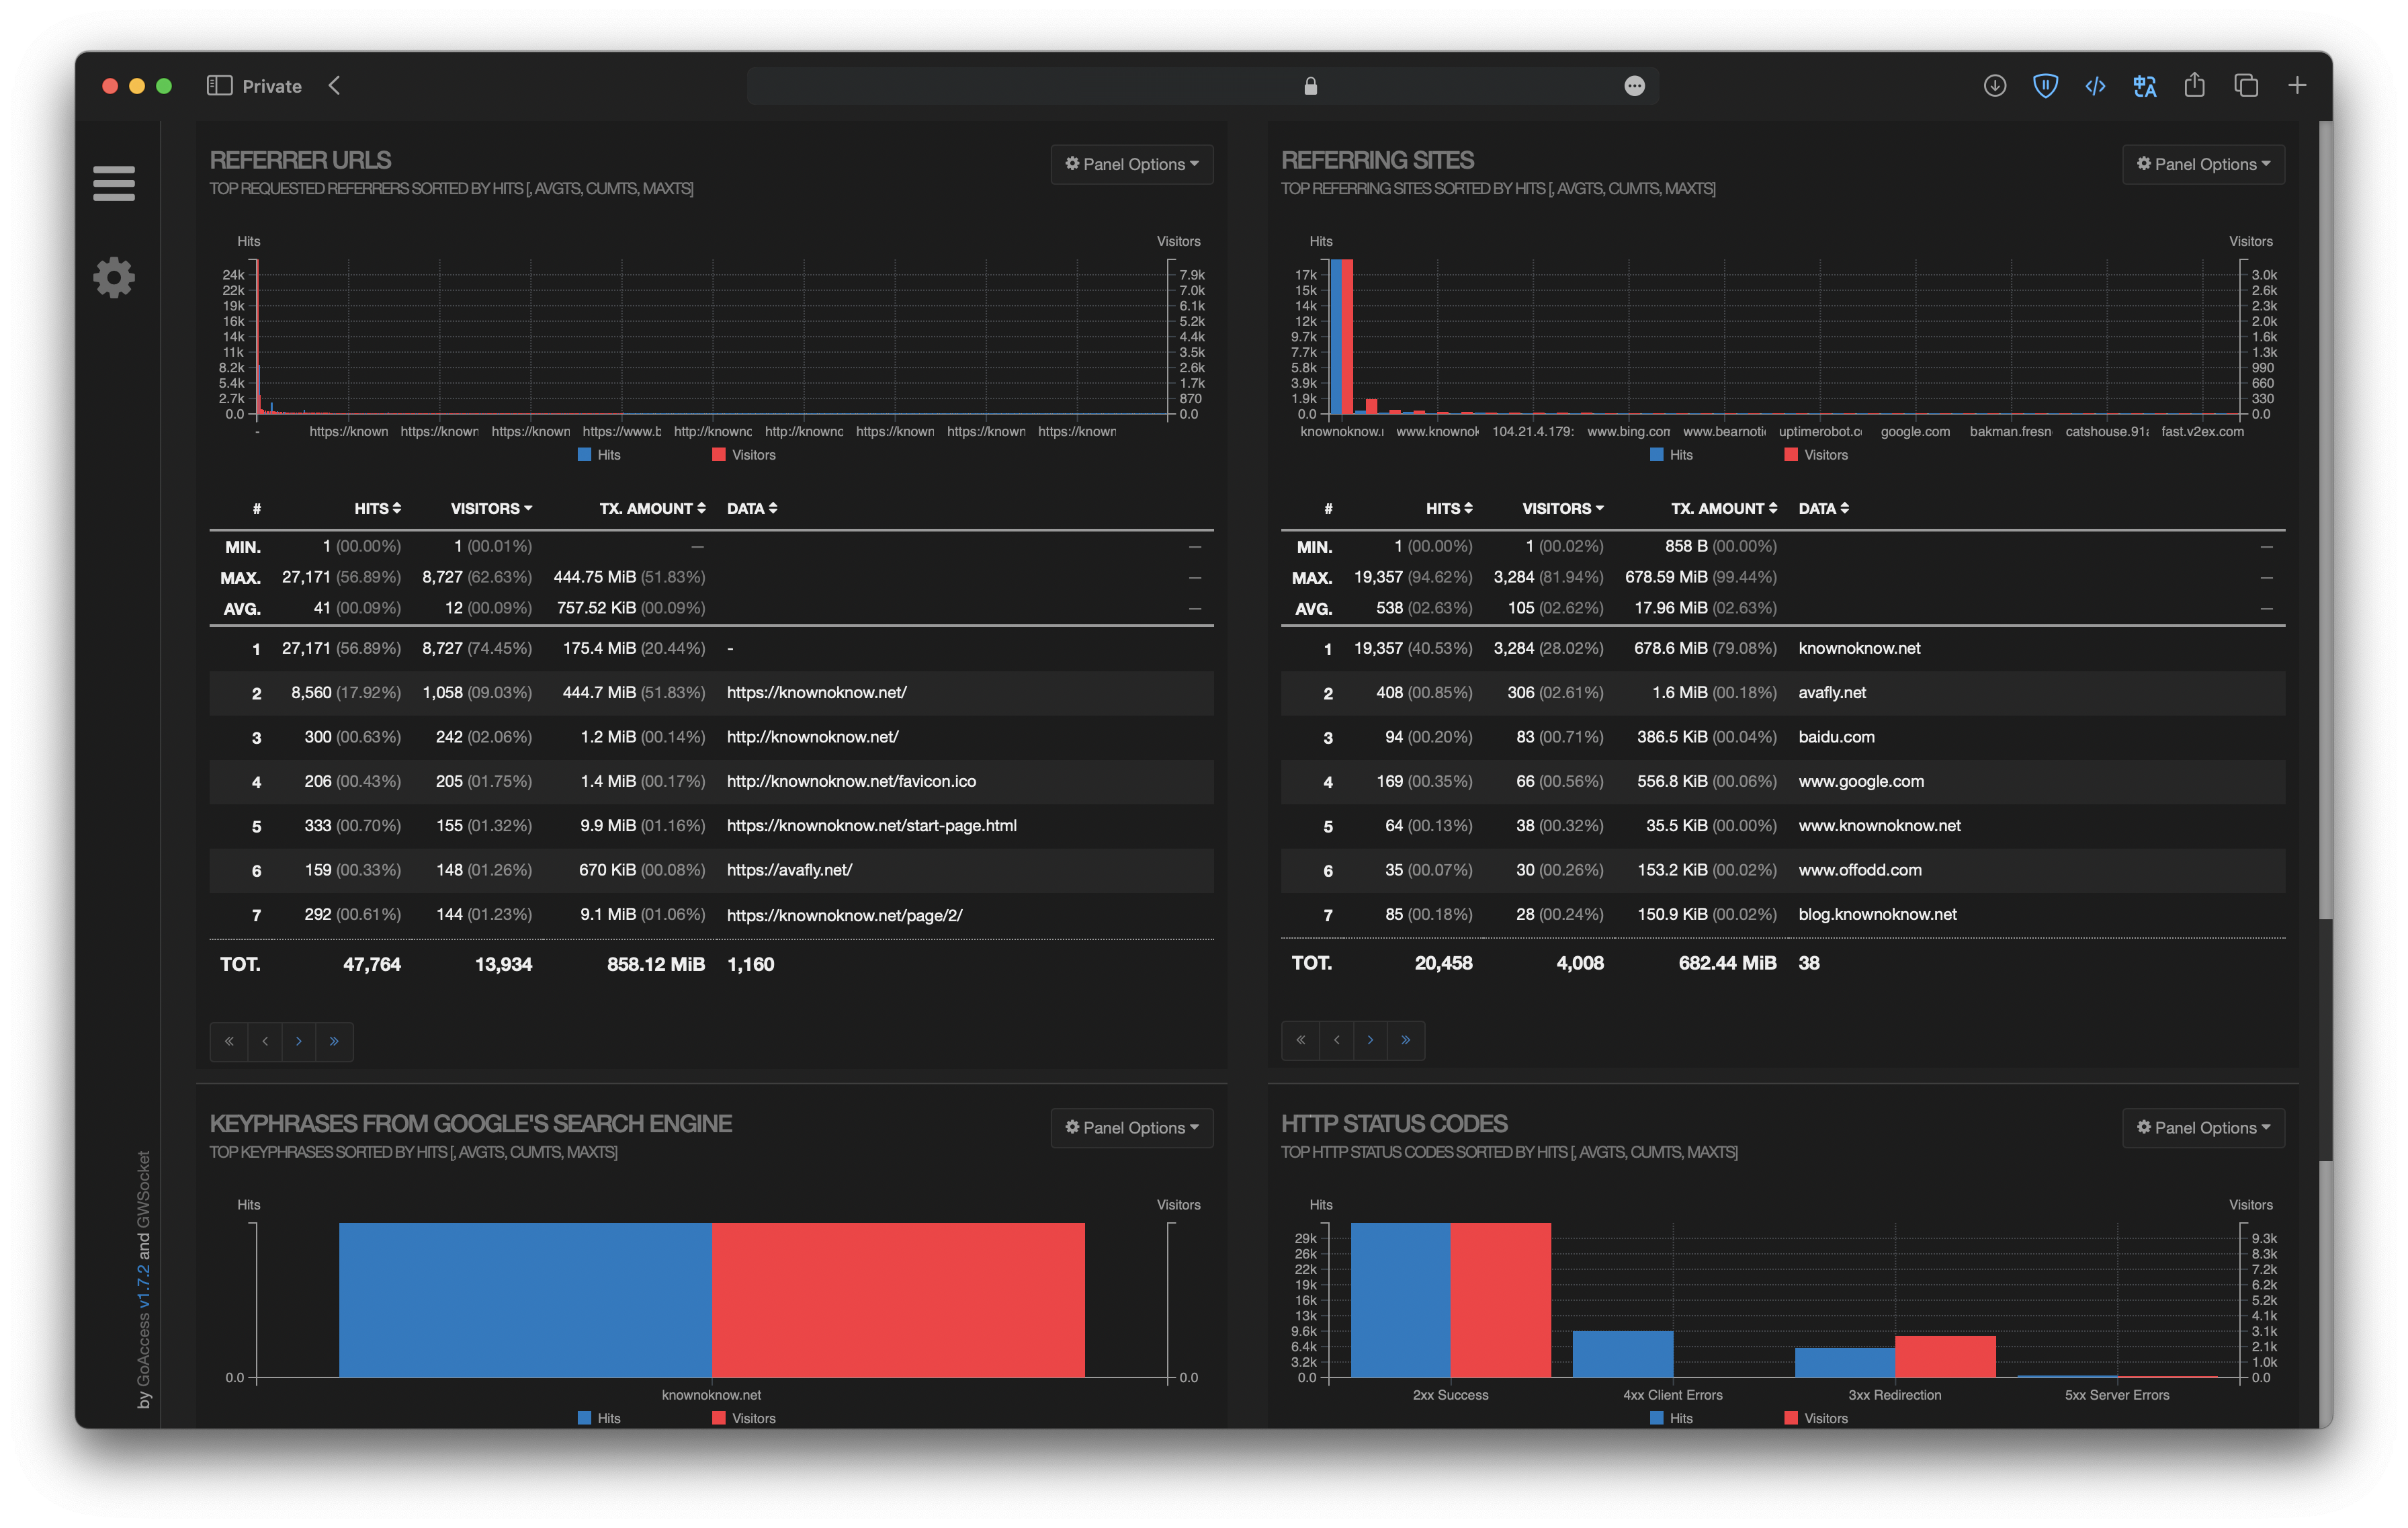 Private
REFERRER URLS
Panel Options
TOP REQUESTED REFERRERS SORTED BY HITS [, AVGTS, CUMTS, MAXTS]
Hits
Visitors
24k
22k
19k
16k
14k
11k
8.2k
5.4k
2.7k
0.0
7.9k
7.0k
6.1k
5.2k
4.4k
3.5k
2.6k
1.7k
870
0.0
- https://known https://known https://known https://www.b http://knowno http://knowno https://known https://known https://known
Hits Visitors
# HITS VISITORS TX. AMOUNT DATA
MIN. 1 (00.00%) 1 (00.01%) — —
MAX. 27,171 (56.89%) 8,727 (62.63%) 444.75 MiB (51.83%) —
AVG. 41 (00.09%) 12 (00.09%) 757.52 KiB (00.09%) —
1 27,171 (56.89%) 8,727 (74.45%) 175.4 MiB (20.44%) -
2 8,560 (17.92%) 1,058 (09.03%) 444.7 MiB (51.83%) https://knownoknow.net/
3 300 (00.63%) 242 (02.06%) 1.2 MiB (00.14%) http://knownoknow.net/
4 206 (00.43%) 205 (01.75%) 1.4 MiB (00.17%) http://knownoknow.net/favicon.ico
5 333 (00.70%) 155 (01.32%) 9.9 MiB (01.16%) https://knownoknow.net/start-page.html
6 159 (00.33%) 148 (01.26%) 670 KiB (00.08%) https://avafly.net/
7 292 (00.61%) 144 (01.23%) 9.1 MiB (01.06%) https://knownoknow.net/page/2/
TOT. 47,764 13,934 858.12 MiB 1,160
« ‹ › »
REFERRING SITES
Panel Options
TOP REFERRING SITES SORTED BY HITS [, AVGTS, CUMTS, MAXTS]
Hits
Visitors
17k
15k
14k
12k
9.7k
7.7k
5.8k
3.9k
1.9k
0.0
3.0k
2.6k
2.3k
2.0k
1.6k
1.3k
990
660
330
0.0
knownoknow.r www.knownok 104.21.4.179: www.bing.com www.bearnoti uptimerobot.c google.com bakman.fresn catshouse.91a fast.v2ex.com
Hits Visitors
# HITS VISITORS TX. AMOUNT DATA
MIN. 1 (00.00%) 1 (00.02%) 858 B (00.00%) —
MAX. 19,357 (94.62%) 3,284 (81.94%) 678.59 MiB (99.44%) —
AVG. 538 (02.63%) 105 (02.62%) 17.96 MiB (02.63%) —
1 19,357 (40.53%) 3,284 (28.02%) 678.6 MiB (79.08%) knownoknow.net
2 408 (00.85%) 306 (02.61%) 1.6 MiB (00.18%) avafly.net
3 94 (00.20%) 83 (00.71%) 386.5 KiB (00.04%) baidu.com
4 169 (00.35%) 66 (00.56%) 556.8 KiB (00.06%) www.google.com
5 64 (00.13%) 38 (00.32%) 35.5 KiB (00.00%) www.knownoknow.net
6 35 (00.07%) 30 (00.26%) 153.2 KiB (00.02%) www.offodd.com
7 85 (00.18%) 28 (00.24%) 150.9 KiB (00.02%) blog.knownoknow.net
TOT. 20,458 4,008 682.44 MiB 38
« ‹ › »
KEYPHRASES FROM GOOGLE'S SEARCH ENGINE
Panel Options
TOP KEYPHRASES SORTED BY HITS [, AVGTS, CUMTS, MAXTS]
Hits
Visitors
0.0
0.0
knownoknow.net
Hits Visitors
HTTP STATUS CODES
Panel Options
TOP HTTP STATUS CODES SORTED BY HITS [, AVGTS, CUMTS, MAXTS]
Hits
Visitors
29k
26k
22k
19k
16k
13k
9.6k
6.4k
3.2k
0.0
9.3k
8.3k
7.2k
6.2k
5.2k
4.1k
3.1k
2.1k
1.0k
0.0
2xx Success 4xx Client Errors 3xx Redirection 5xx Server Errors
Hits Visitors
by GoAccess v1.7.2 and GWSocket